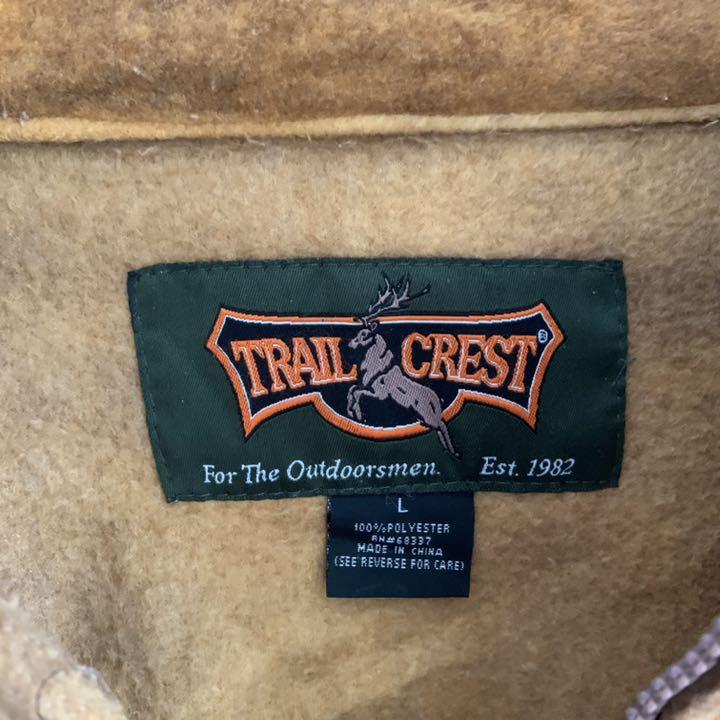 TRAIL CREST®
For The Outdoorsmen. Est. 1982
L
100% POLYESTER
RN#68337
MADE IN CHINA
(SEE REVERSE FOR CARE)